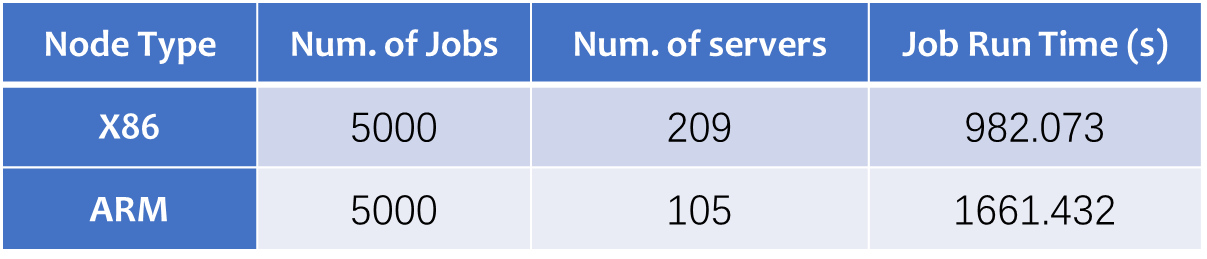 Node Type Num. of Jobs Num. of servers Job Run Time (s)
X86 5000 209 982.073
ARM 5000 105 1661.432